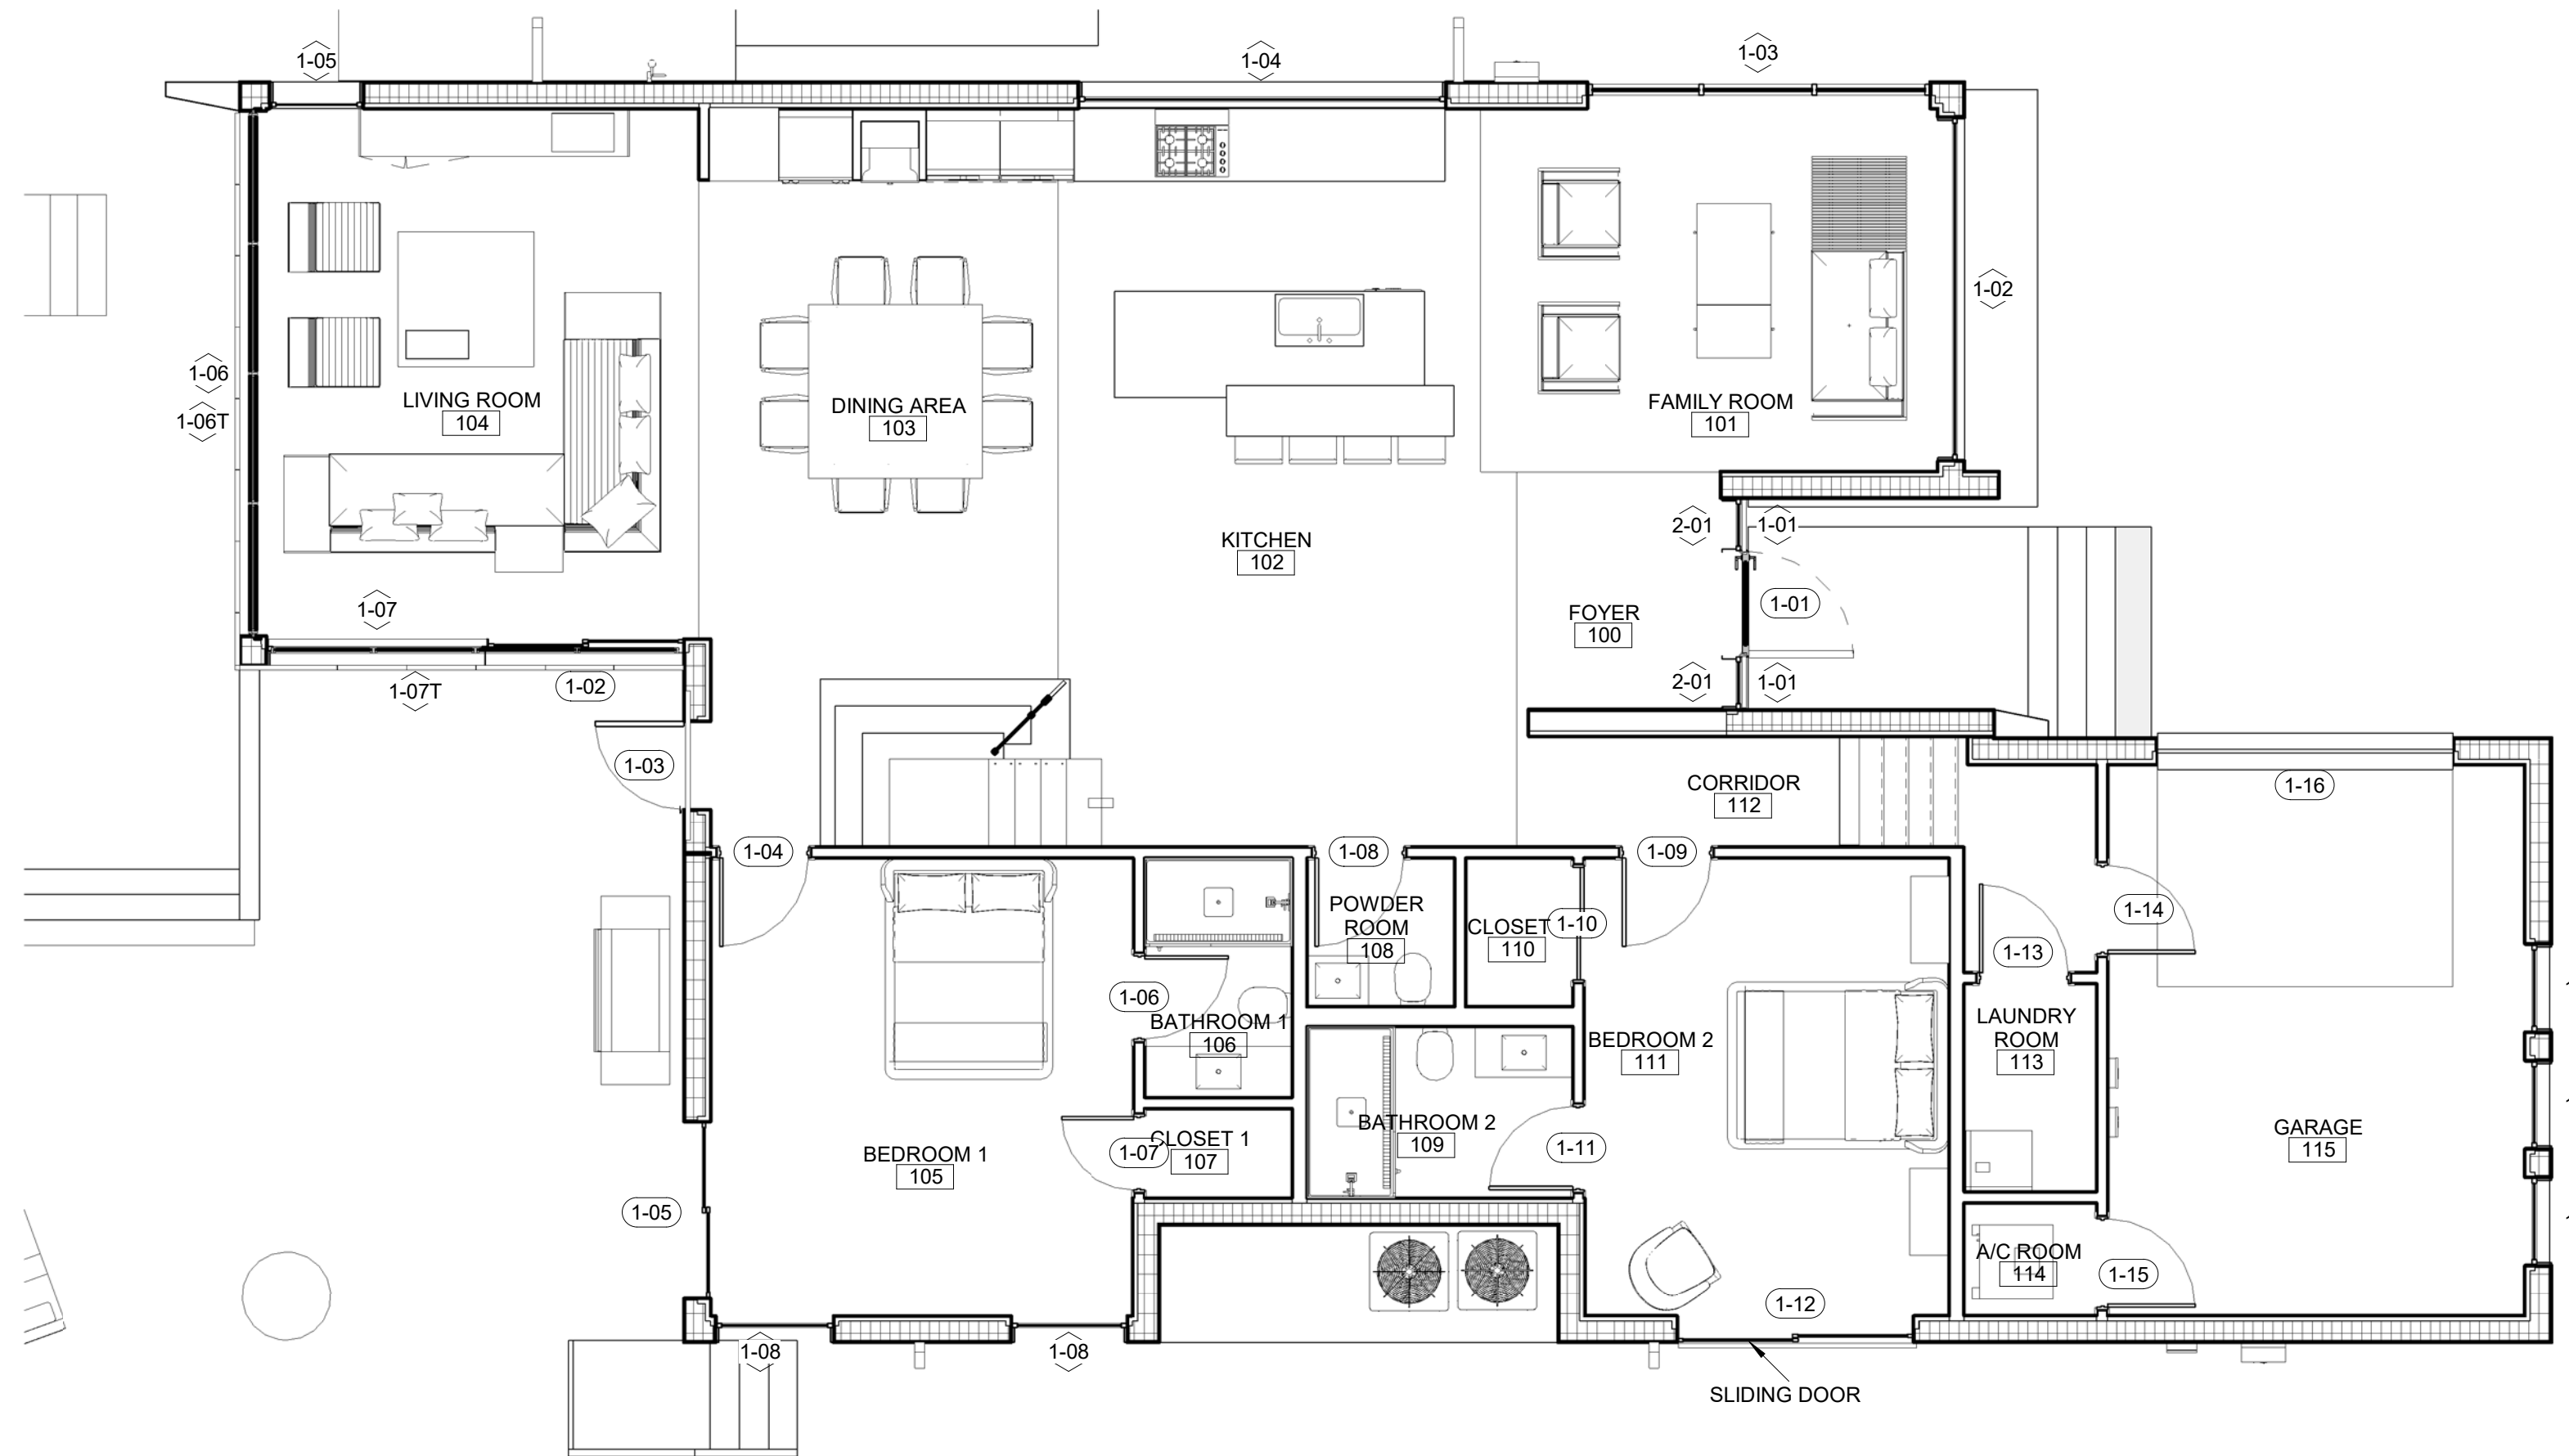 1-05
1-04
1-03
1-02
1-06
1-06T
LIVING ROOM
104
DINING AREA
103
FAMILY ROOM
101
KITCHEN
102
2-01
1-01
1-01
FOYER
100
2-01
1-01
1-07
1-07T
1-02
1-03
CORRIDOR
112
1-16
1-04
1-08
1-09
POWDER
ROOM
108
CLOSET
110
1-10
1-14
1-13
1-06
BATHROOM 1
106
BEDROOM 2
111
LAUNDRY
ROOM
113
BATHROOM 2
109
1-11
GARAGE
115
CLOSET 1
107
1-07
BEDROOM 1
105
1-05
A/C ROOM
114
1-15
1-12
1-08
1-08
SLIDING DOOR